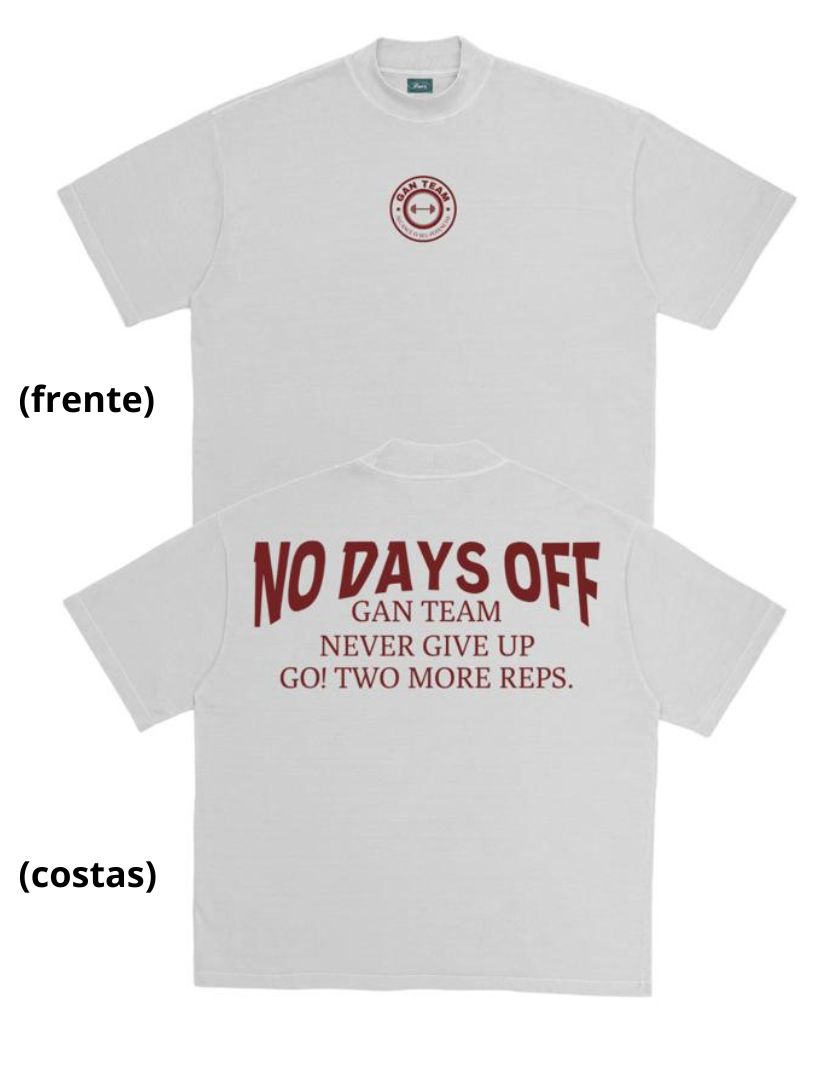 GAN TEAM
(frente)
NO DAYS OFF
GAN TEAM
NEVER GIVE UP
GO! TWO MORE REPS.
(costas)